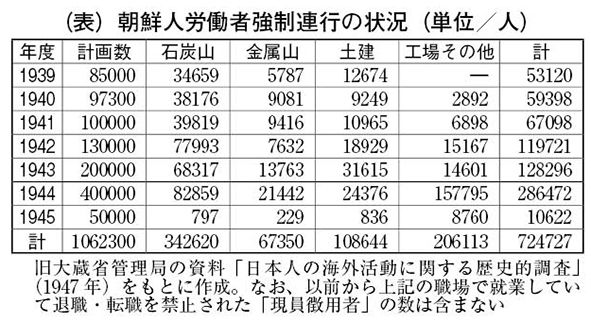 (表) 朝鮮人労働者強制連行の状況 (単位/人)
年度 計画数 石炭山 金属山 土建 工場その他 計
1939 85000 34659 5787 12674 — 53120
1940 97300 38176 9081 9249 2892 59398
1941 100000 39819 9416 10965 6898 67098
1942 130000 77993 7632 18929 15167 119721
1943 200000 68317 13763 31615 14601 128296
1944 400000 82859 21442 24376 157795 286472
1945 50000 797 229 836 8760 10622
計 1062300 342620 67350 108644 206113 724727
旧大蔵省管理局の資料「日本人の海外活動に関する歴史的調査」
(1947年)をもとに作成。なお、以前から上記の職場で就業してい
て退職・転職を禁止された「現員徴用者」の数は含まない